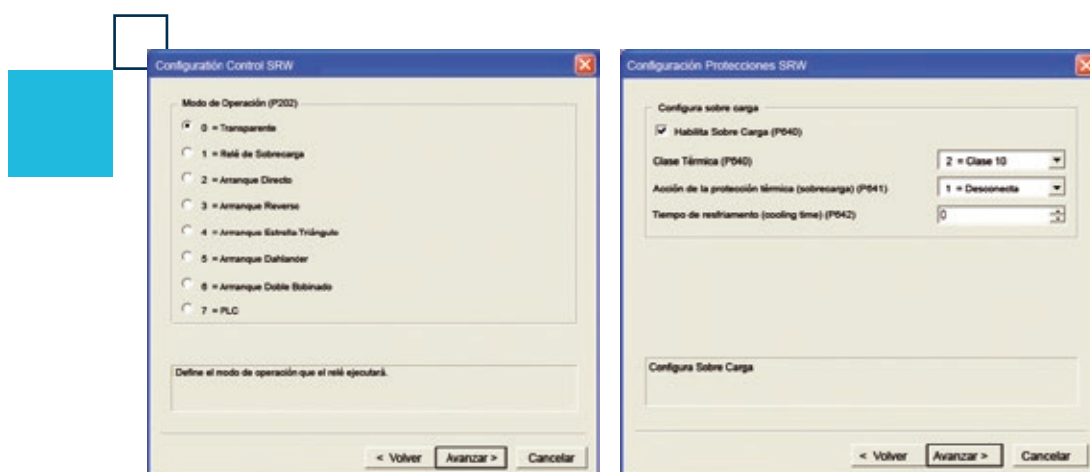 Configuratión Control SRW
Modo de Operación (P202)
0 = Transparente
1 = Relé de Sobrecarga
2 = Arranque Directo
3 = Arranque Reverso
4 = Arranque Estrella Triángulo
5 = Arranque Dahlander
6 = Arranque Doble Bobinado
7 = PLC
Define el modo de operación que el relé ejecutará.
< Volver
Avanzar >
Cancelar
Configuración Protecciones SRW
Configura sobre carga
Habilita Sobre Carga (P640)
Clase Térmica (P640)
2 = Clase 10
Acción de la protección térmica (sobrecarga) (P641)
1 = Desconecta
Tiempo de resfriamento (cooling time) (P642)
0
Configura Sobre Carga
< Volver
Avanzar >
Cancelar